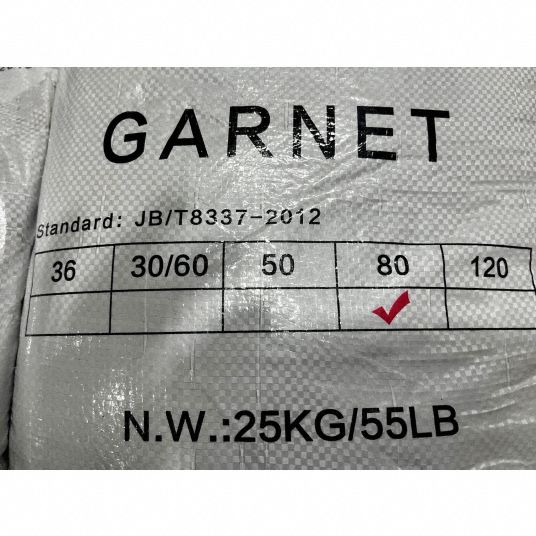 GARNET
Standard: JB/T8337-2012
36 30/60 50 80 120
N.W.:25KG/55LB